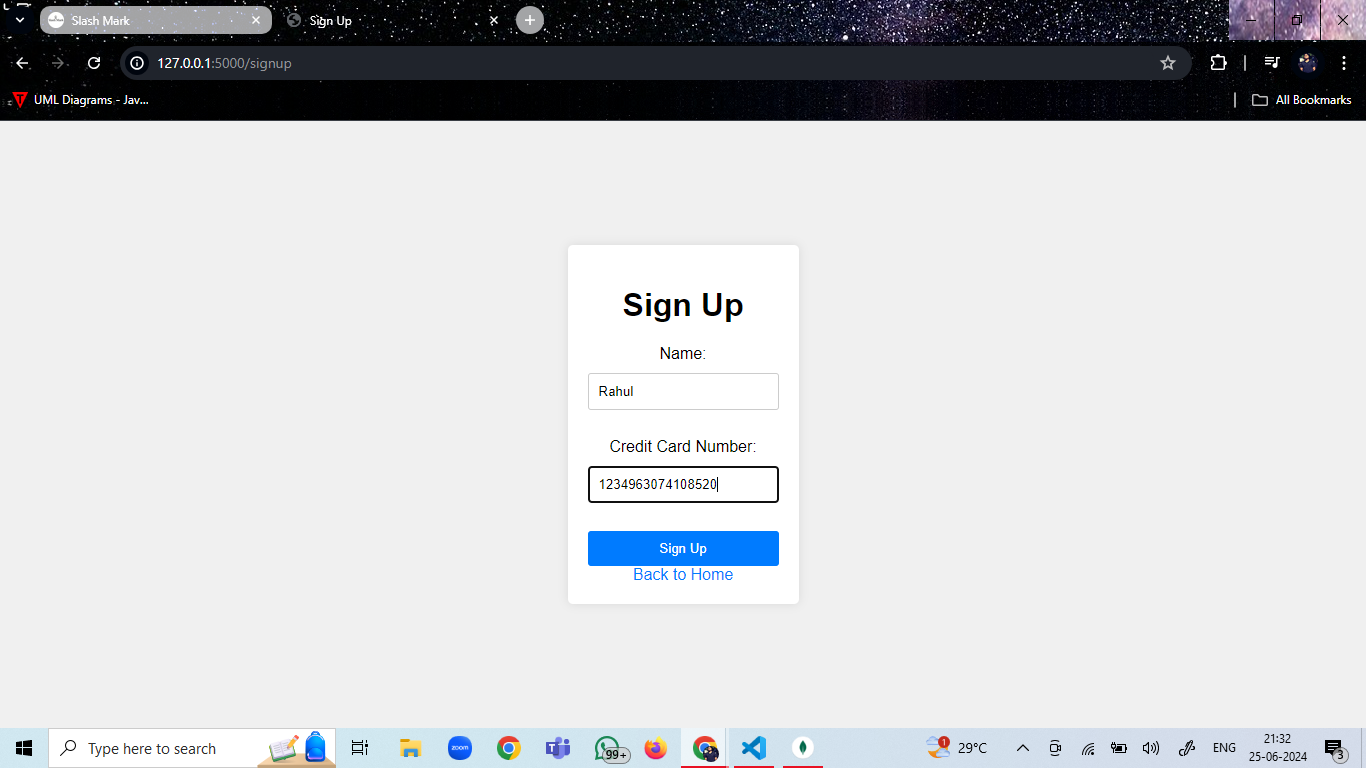 Slash Mark
Sign Up
127.0.0.1:5000/signup
UML Diagrams - Jav...
All Bookmarks
Sign Up
Name:
Rahul
Credit Card Number:
1234963074108520
Sign Up
Back to Home
Type here to search
zoom
99+
1
29°C
ENG
21:32
25-06-2024
3